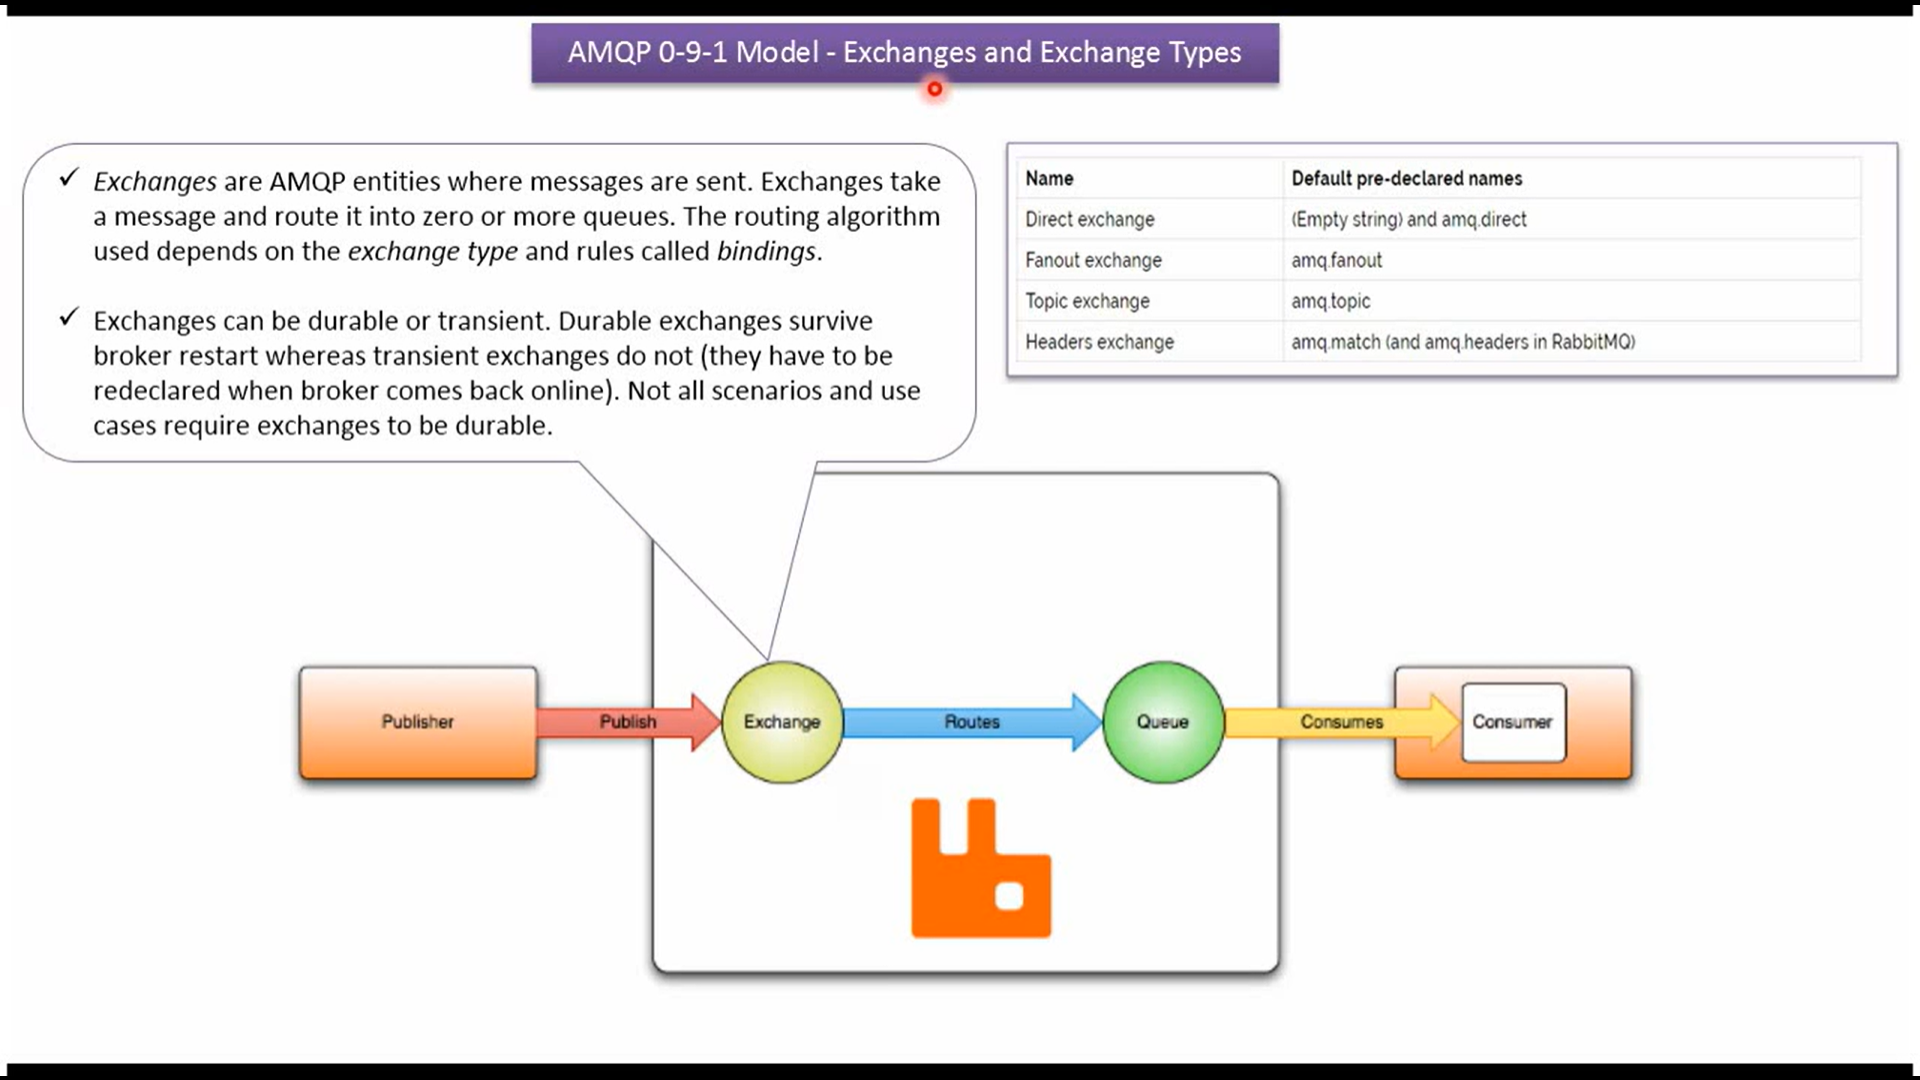 AMQP 0-9-1 Model - Exchanges and Exchange Types
✓ Exchanges are AMQP entities where messages are sent. Exchanges take
a message and route it into zero or more queues. The routing algorithm
used depends on the exchange type and rules called bindings.
✓ Exchanges can be durable or transient. Durable exchanges survive
broker restart whereas transient exchanges do not (they have to be
redeclared when broker comes back online). Not all scenarios and use
cases require exchanges to be durable.
Name Default pre-declared names
Direct exchange (Empty string) and amq.direct
Fanout exchange amq.fanout
Topic exchange amq.topic
Headers exchange amq.match (and amq.headers in RabbitMQ)
Publisher Publish Exchange Routes Queue Consumes Consumer